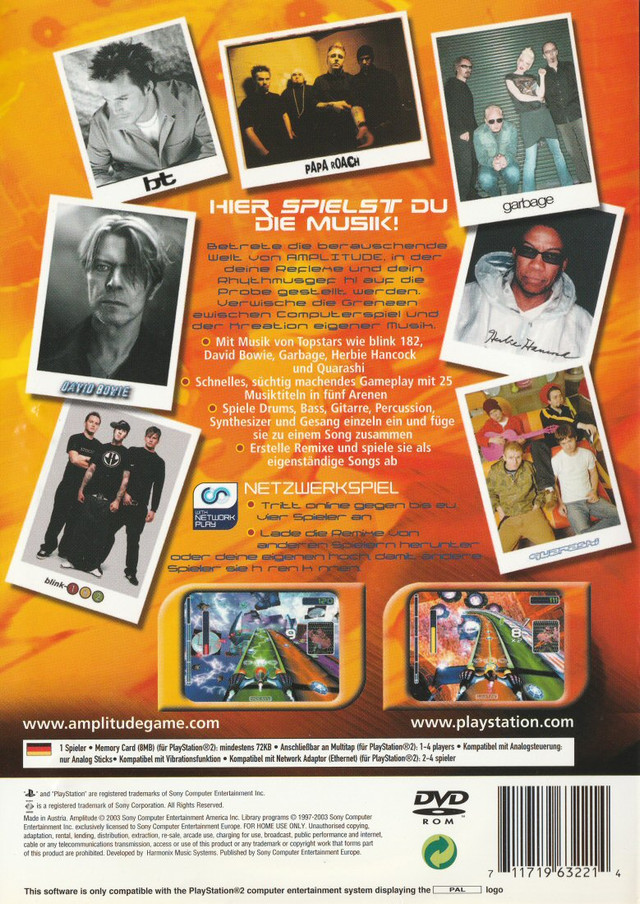 bt
PAPA ROACH
garbage
HIER SPIELST DU
DIE MUSIK!
Betrete die berauschende
Welt von AMPLITUDE, in der
deine Reflexe und dein
Rhythmusgef hl auf die
Probe gestellt werden.
Verwische die Grenzen
zwischen Computerspiel und
der Kreation eigener Musik.
DAVID BOWIE
Herbie Hancock
Mit Musik von Topstars wie blink 182,
David Bowie, Garbage, Herbie Hancock
und Quarashi
Schnelles, süchtig machendes Gameplay mit 25
Musiktiteln in fünf Arenen
Spiele Drums, Bass, Gitarre, Percussion,
Synthesizer und Gesang einzeln ein und füge
sie zu einem Song zusammen
Erstelle Remixe und spiele sie als
eigenständige Songs ab
blink-182
QUARASHI
WITH
NETWORK
PLAY
NETZWERKSPIEL
Tritt online gegen bis zu
vier Spieler an
Lade die Remixe von
anderen Spielern herunter
oder deine eigenen hoch, damit andere
Spieler sie h ren k nnen.
8
www.amplitudegame.com
www.playstation.com
1 Spieler • Memory Card (8MB) (für PlayStation®2): mindestens 72KB • Anschließbar an Multitap (für PlayStation®2): 1-4 players • Kompatibel mit Analogsteuerung:
nur Analog Sticks• Kompatibel mit Vibrationsfunktion • Kompatibel mit Network Adaptor (Ethernet) (für PlayStation®2): 2-4 spieler
" " and "PlayStation" are registered trademarks of Sony Computer Entertainment Inc.
is a registered trademark of Sony Corporation. All Rights Reserved.
Made in Austria. Amplitude © 2003 Sony Computer Entertainment America Inc. Library programs © 1997-2003 Sony Computer
Entertainment Inc. exclusively licensed to Sony Computer Entertainment Europe. FOR HOME USE ONLY. Unauthorised copying,
adaptation, rental, lending, distribution, extraction, re-sale, arcade use, charging for use, broadcast, public performance and internet,
cable or any telecommunications transmission, access or use of this product or any trademark or copyright work that forms part
of this product are prohibited. Developed by Harmonix Music Systems. Published by Sony Computer Entertainment Europe.
DVD
ROM
7 11719 63221 4
This software is only compatible with the PlayStation®2 computer entertainment system displaying the PAL logo